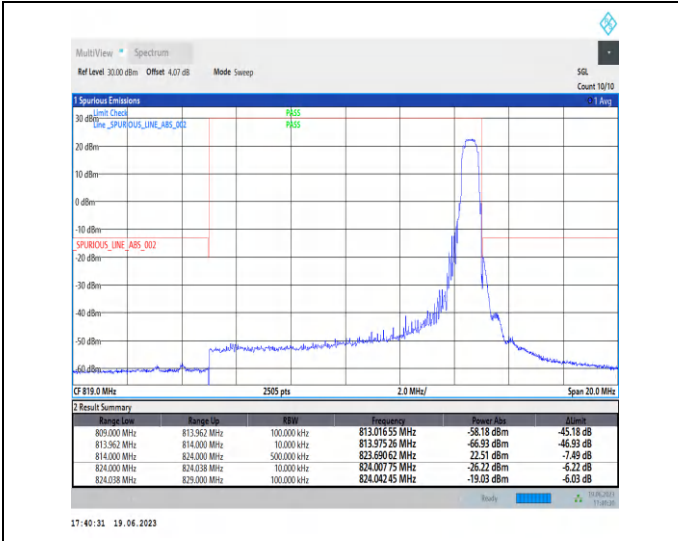 MultiView Spectrum
Ref Level 30.00 dBm Offset 4.07 dB Mode Sweep SGL
Count 10/10
1 Spurious Emissions 1 Avg
Limit Check PASS
30 dBm
Line _SPURIOUS_LINE_ABS_002 PASS
20 dBm
10 dBm
0 dBm
-10 dBm
_SPURIOUS_LINE_ABS_002
-20 dBm
-30 dBm
-40 dBm
-50 dBm
-60 dBm
CF 819.0 MHz 2505 pts 2.0 MHz/ Span 20.0 MHz
2 Result Summary
Range Low Range Up RBW Frequency Power Abs ΔLimit
809.000 MHz 813.962 MHz 100.000 kHz 813.016 55 MHz -58.18 dBm -45.18 dB
813.962 MHz 814.000 MHz 10.000 kHz 813.975 26 MHz -66.93 dBm -46.93 dB
814.000 MHz 824.000 MHz 500.000 kHz 823.690 62 MHz 22.51 dBm -7.49 dB
824.000 MHz 824.038 MHz 10.000 kHz 824.007 75 MHz -26.22 dBm -6.22 dB
824.038 MHz 829.000 MHz 100.000 kHz 824.042 45 MHz -19.03 dBm -6.03 dB
Ready 19.06.2023
17:40:31 19.06.2023